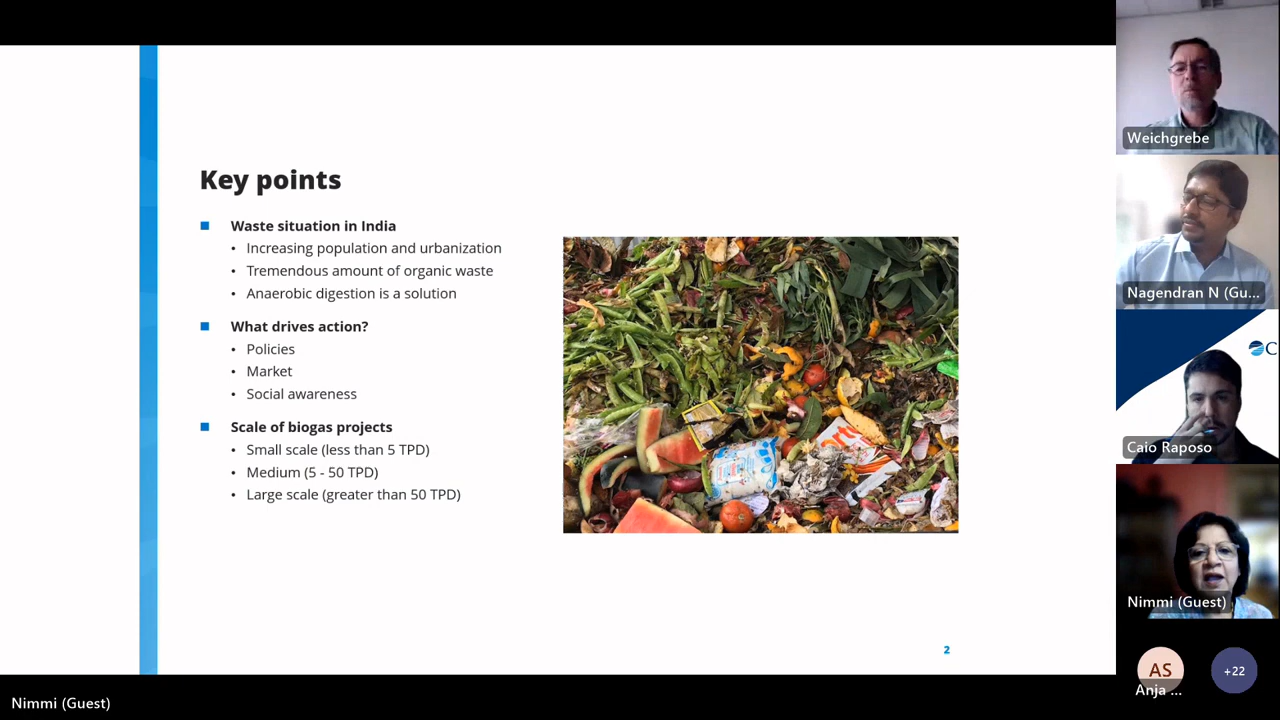 Key points
Waste situation in India
• Increasing population and urbanization
• Tremendous amount of organic waste
• Anaerobic digestion is a solution
What drives action?
• Policies
• Market
• Social awareness
Scale of biogas projects
• Small scale (less than 5 TPD)
• Medium (5 - 50 TPD)
• Large scale (greater than 50 TPD)
2
Weichgrebe
Nagendran N (Gu...
C
Caio Raposo
Nimmi (Guest)
AS
+22
Anja ...
Nimmi (Guest)